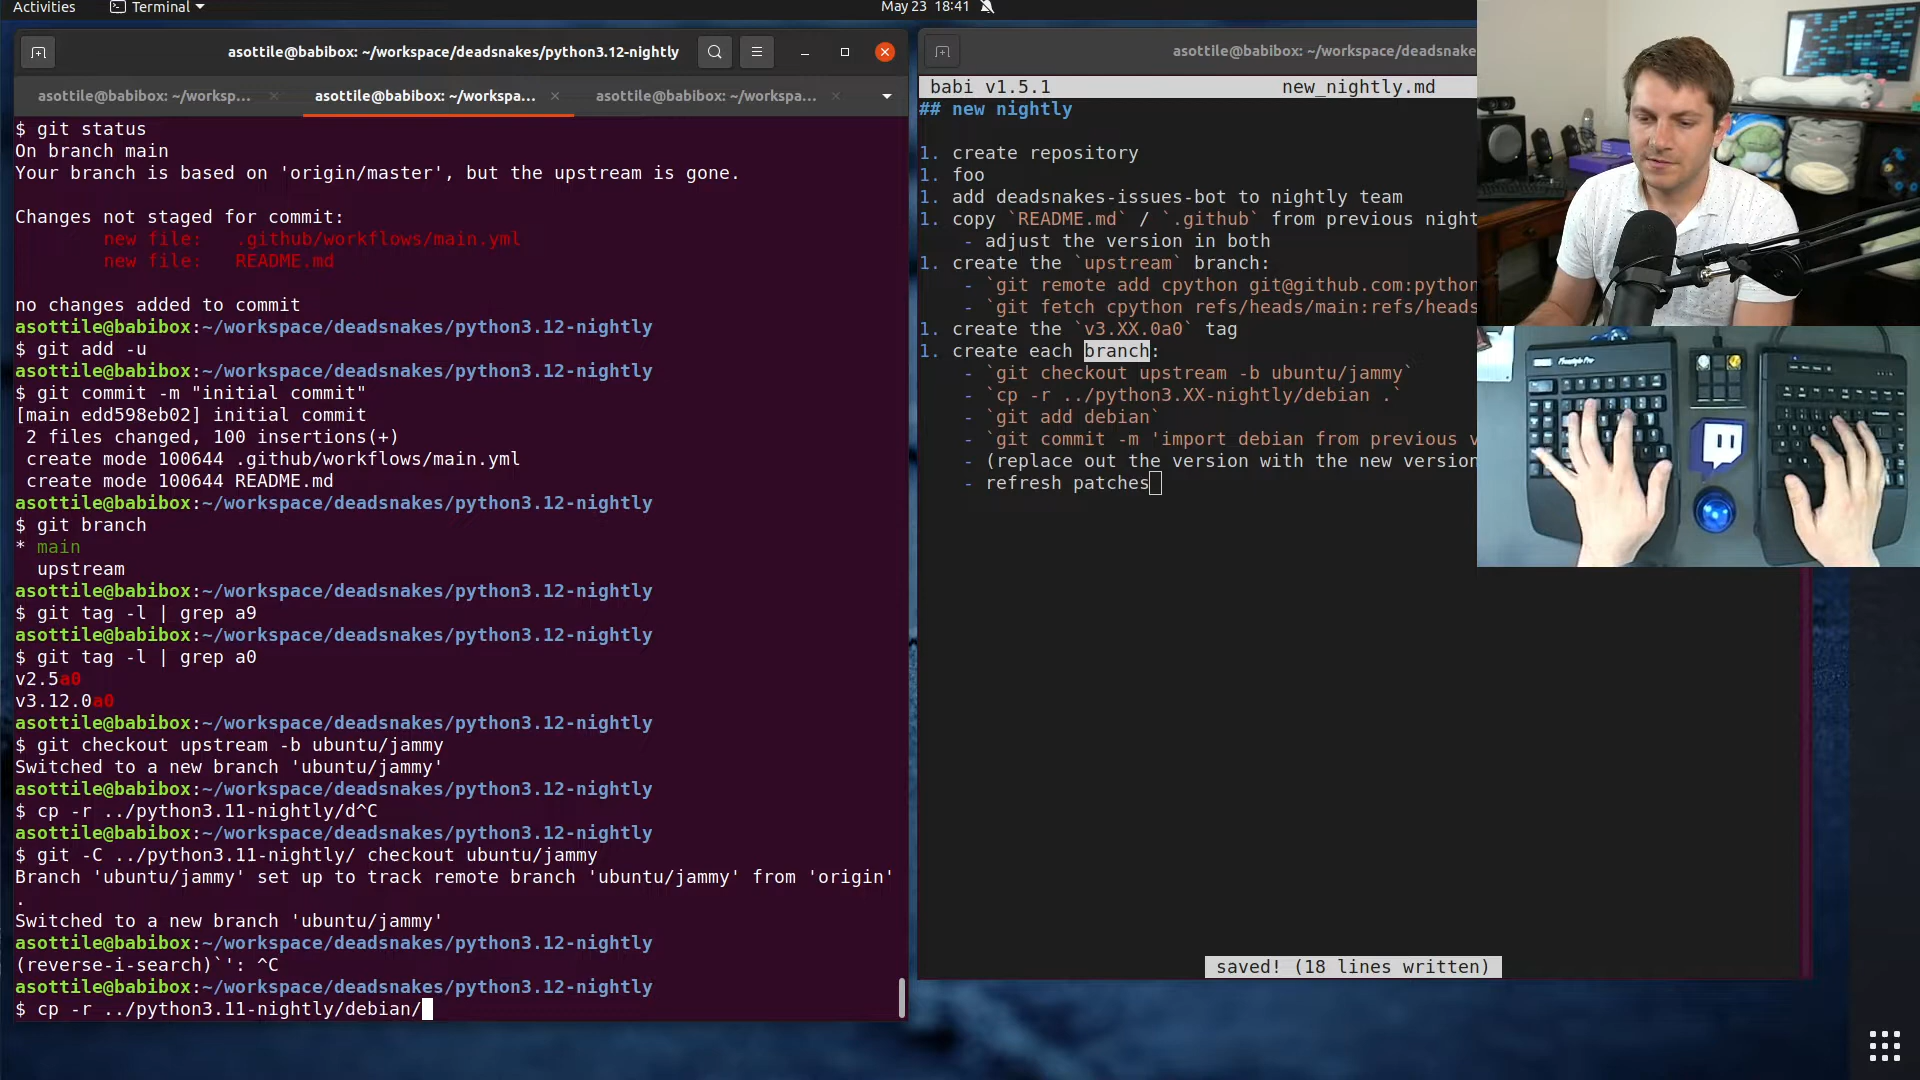 Activities
Terminal
May 23 18:41
asottile@babibox: ~/workspace/deadsnakes/python3.12-nightly
asottile@babibox: ~/worksp...
asottile@babibox: ~/workspa...
asottile@babibox: ~/workspa...
$ git status
On branch main
Your branch is based on 'origin/master', but the upstream is gone.
Changes not staged for commit:
new file: .github/workflows/main.yml
new file: README.md
no changes added to commit
asottile@babibox:~/workspace/deadsnakes/python3.12-nightly
$ git add -u
asottile@babibox:~/workspace/deadsnakes/python3.12-nightly
$ git commit -m "initial commit"
[main edd598eb02] initial commit
2 files changed, 100 insertions(+)
create mode 100644 .github/workflows/main.yml
create mode 100644 README.md
asottile@babibox:~/workspace/deadsnakes/python3.12-nightly
$ git branch
* main
upstream
asottile@babibox:~/workspace/deadsnakes/python3.12-nightly
$ git tag -l | grep a9
asottile@babibox:~/workspace/deadsnakes/python3.12-nightly
$ git tag -l | grep a0
v2.5a0
v3.12.0a0
asottile@babibox:~/workspace/deadsnakes/python3.12-nightly
$ git checkout upstream -b ubuntu/jammy
Switched to a new branch 'ubuntu/jammy'
asottile@babibox:~/workspace/deadsnakes/python3.12-nightly
$ cp -r ../python3.11-nightly/d^C
asottile@babibox:~/workspace/deadsnakes/python3.12-nightly
$ git -C ../python3.11-nightly/ checkout ubuntu/jammy
Branch 'ubuntu/jammy' set up to track remote branch 'ubuntu/jammy' from 'origin'
.
Switched to a new branch 'ubuntu/jammy'
asottile@babibox:~/workspace/deadsnakes/python3.12-nightly
(reverse-i-search)`': ^C
asottile@babibox:~/workspace/deadsnakes/python3.12-nightly
$ cp -r ../python3.11-nightly/debian/
asottile@babibox: ~/workspace/deadsnake
babi v1.5.1 new_nightly.md
## new nightly
1. create repository
1. foo
1. add deadsnakes-issues-bot to nightly team
1. copy `README.md` / `.github` from previous night
- adjust the version in both
1. create the `upstream` branch:
- `git remote add cpython git@github.com:python
- `git fetch cpython refs/heads/main:refs/heads
1. create the `v3.XX.0a0` tag
1. create each branch:
- `git checkout upstream -b ubuntu/jammy`
- `cp -r ../python3.XX-nightly/debian .`
- `git add debian`
- `git commit -m 'import debian from previous v
- (replace out the version with the new version
- refresh patches
saved! (18 lines written)